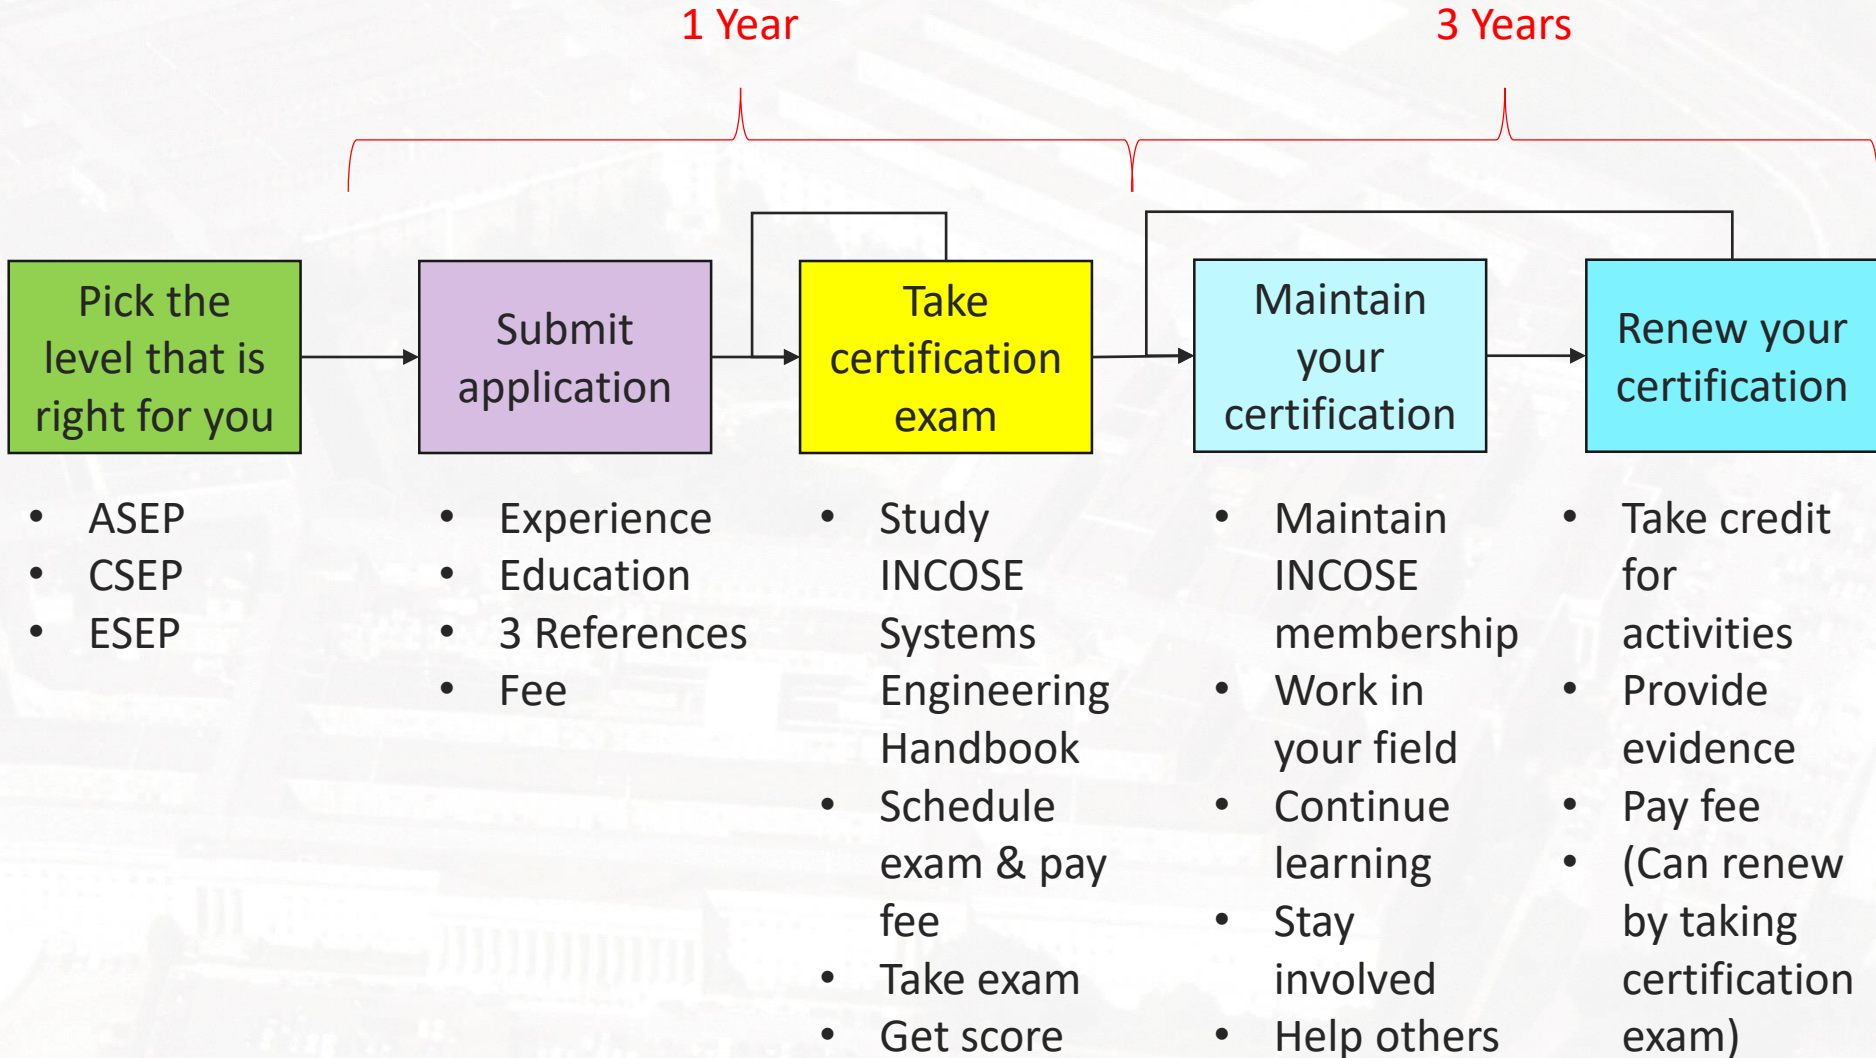 1 Year
3 Years
Pick the
level that is
right for you
Submit
application
Take
certification
exam
Maintain
your
certification
Renew your
certification
• ASEP
• CSEP
• ESEP
• Experience
• Education
• 3 References
• Fee
• Study
INCOSE
Systems
Engineering
Handbook
• Schedule
exam & pay
fee
• Take exam
• Get score
• Maintain
INCOSE
membership
• Work in
your field
• Continue
learning
• Stay
involved
• Help others
• Take credit
for
activities
• Provide
evidence
• Pay fee
• (Can renew
by taking
certification
exam)